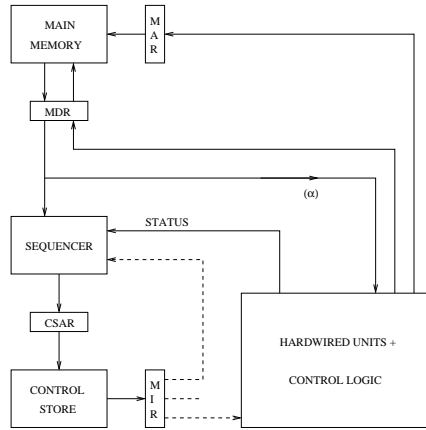 MAIN
MEMORY
M
A
R
MDR
(α)
STATUS
SEQUENCER
CSAR
HARDWIRED UNITS +
CONTROL LOGIC
CONTROL
STORE
M
I
R